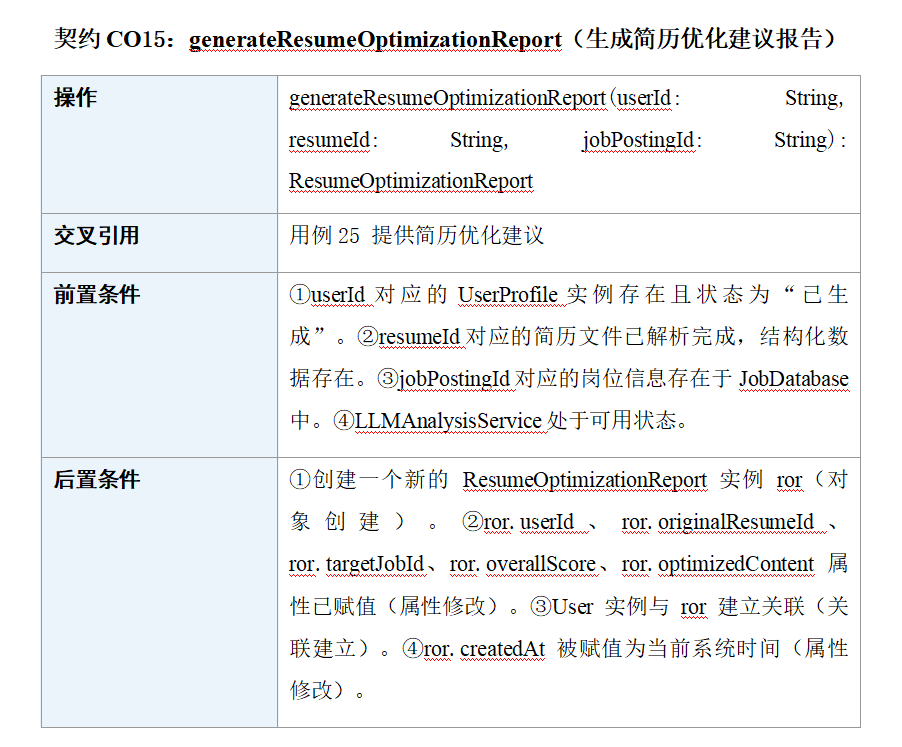 契约 CO15：generateResumeOptimizationReport（生成简历优化建议报告）
操作
generateResumeOptimizationReport(userId: String,
resumeId: String, jobPostingId: String):
ResumeOptimizationReport
交叉引用
用例 25 提供简历优化建议
前置条件
①userId 对应的 UserProfile 实例存在且状态为“已生
成”。②resumeId 对应的简历文件已解析完成，结构化数
据存在。③jobPostingId 对应的岗位信息存在于 JobDatabase
中。④LLMAnalysisService 处于可用状态。
后置条件
①创建一个新的 ResumeOptimizationReport 实例 ror（对
象创建）。②ror.userId、ror.originalResumeId、
ror.targetJobId、ror.overallScore、ror.optimizedContent 属
性已赋值（属性修改）。③User 实例与 ror 建立关联（关
联建立）。④ror.createdAt 被赋值为当前系统时间（属性
修改）。